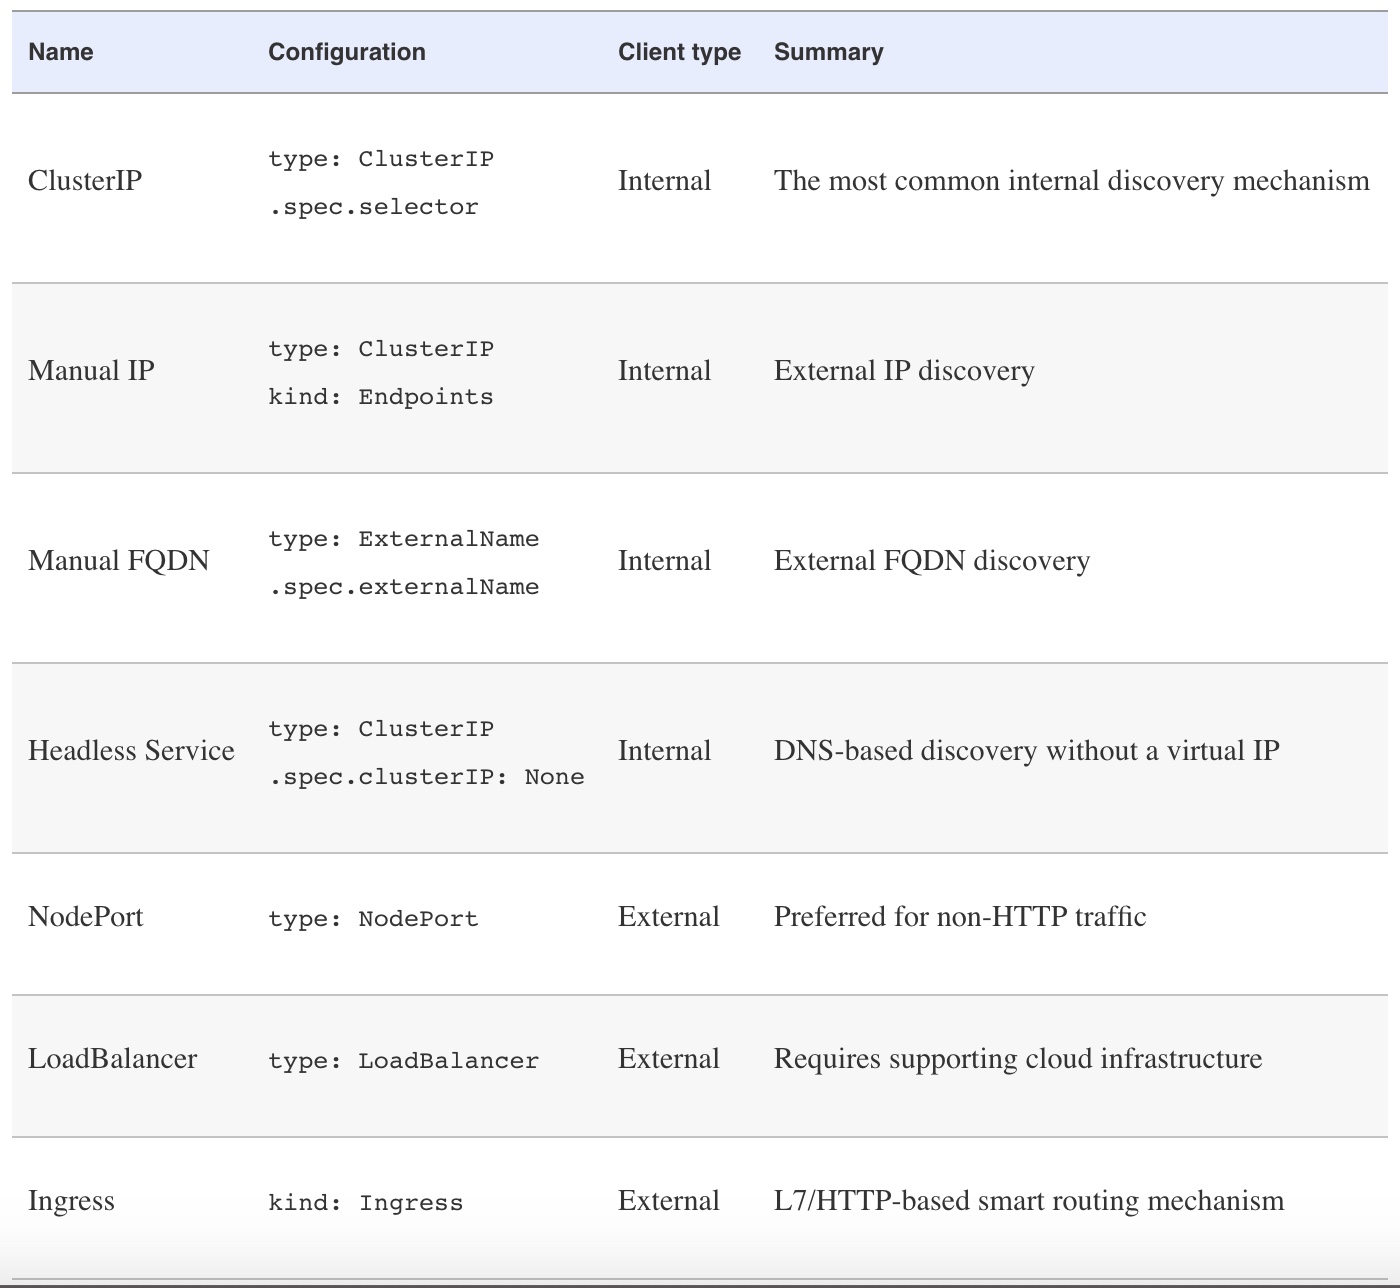 Name Configuration Client type Summary
type: ClusterIP
ClusterIP Internal The most common internal discovery mechanism
.spec.selector
type: ClusterIP
Manual IP Internal External IP discovery
kind: Endpoints
type: ExternalName
Manual FQDN Internal External FQDN discovery
.spec.externalName
type: ClusterIP
Headless Service Internal DNS-based discovery without a virtual IP
.spec.clusterIP: None
NodePort type: NodePort External Preferred for non-HTTP traffic
LoadBalancer type: LoadBalancer External Requires supporting cloud infrastructure
Ingress kind: Ingress External L7/HTTP-based smart routing mechanism